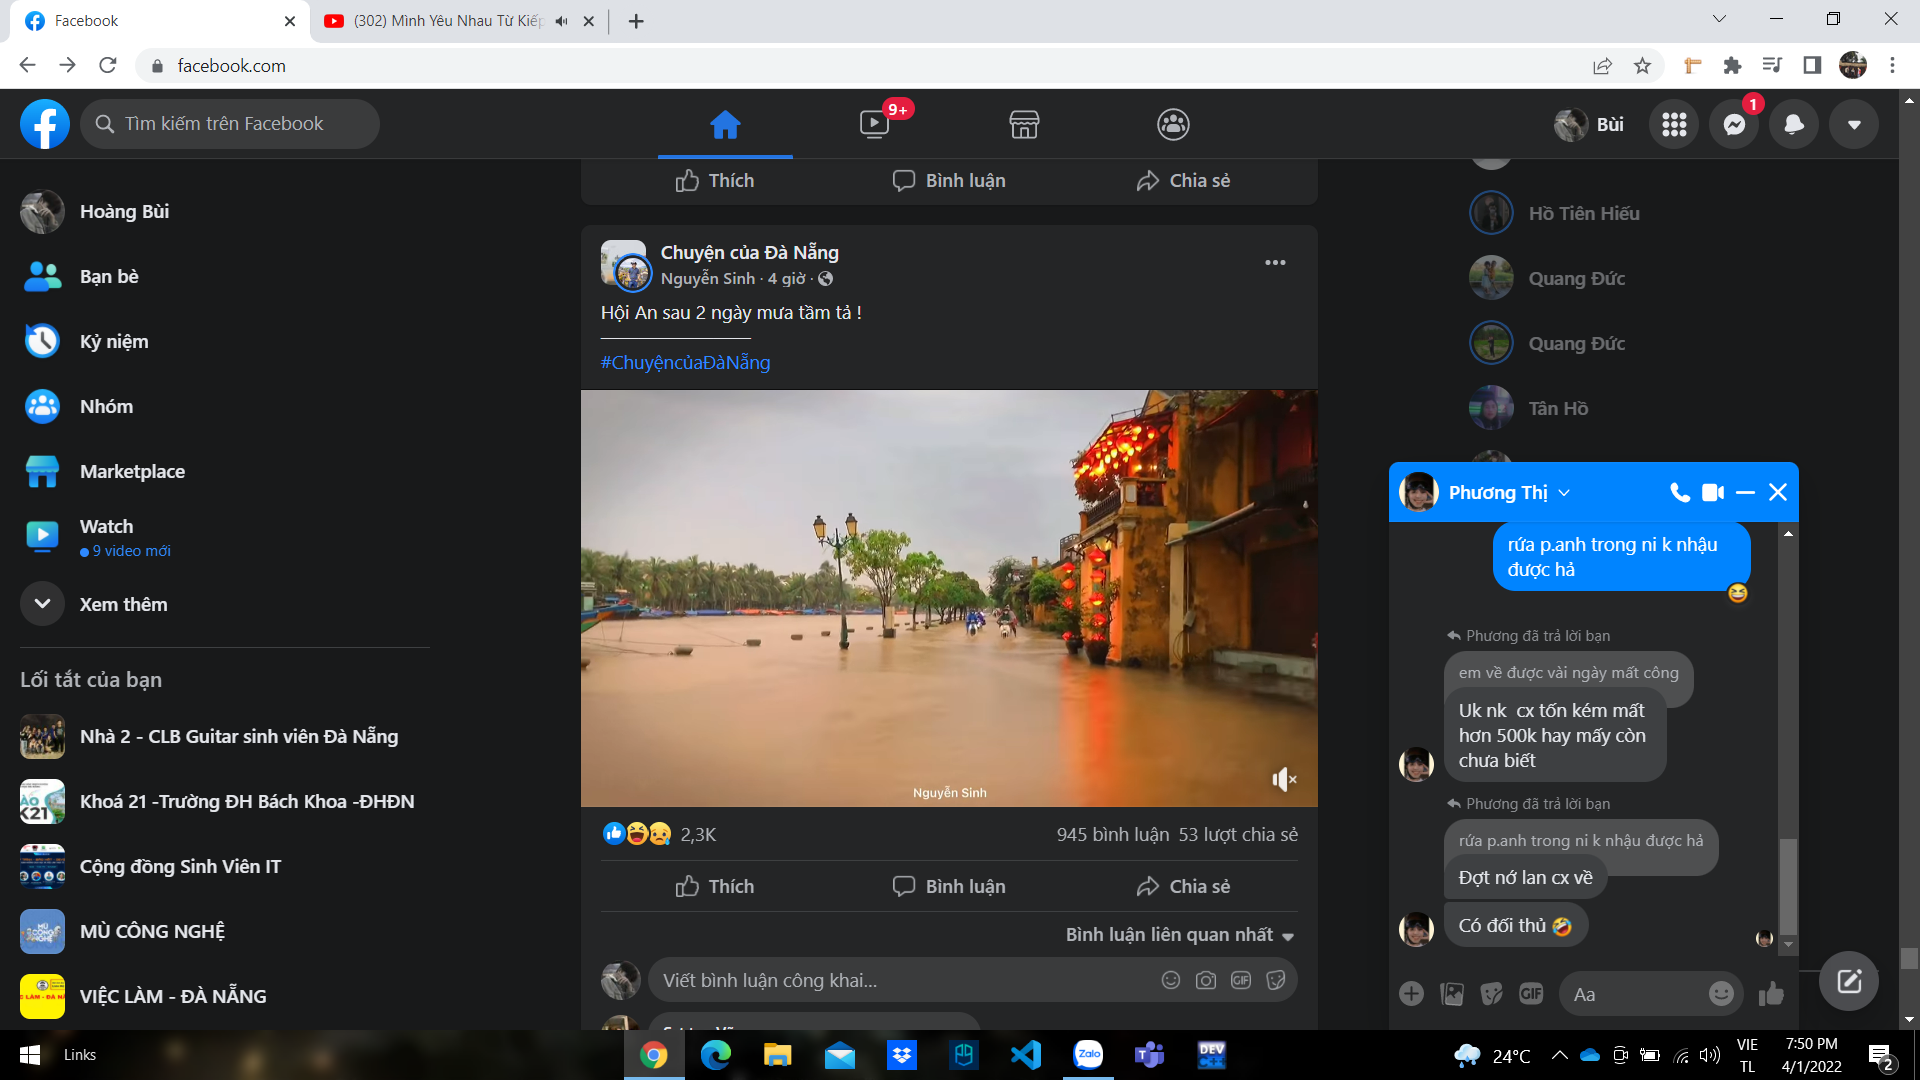 Facebook
(302) Mình Yêu Nhau Từ Kiếp
facebook.com
Tìm kiếm trên Facebook
9+
Bùi
1
Hoàng Bùi
Bạn bè
Kỷ niệm
Nhóm
Marketplace
Watch
9 video mới
Xem thêm
Lối tắt của bạn
Nhà 2 - CLB Guitar sinh viên Đà Nẵng
Khoá 21 -Trường ĐH Bách Khoa -ĐHĐN
Cộng đồng Sinh Viên IT
MÙ CÔNG NGHỆ
VIỆC LÀM - ĐÀ NẴNG
Thích
Bình luận
Chia sẻ
Chuyện của Đà Nẵng
Nguyễn Sinh · 4 giờ ·
Hội An sau 2 ngày mưa tầm tả !
#ChuyệncủaĐàNẵng
Nguyễn Sinh
2,3K
945 bình luận 53 lượt chia sẻ
Thích
Bình luận
Chia sẻ
Bình luận liên quan nhất
Viết bình luận công khai...
GIF
Hồ Tiên Hiếu
Quang Đức
Quang Đức
Tân Hồ
Phương Thị
rứa p.anh trong ni k nhậu
được hả
Phương đã trả lời bạn
em về được vài ngày mất công
Uk nk cx tốn kém mất
hơn 500k hay mấy còn
chưa biết
Phương đã trả lời bạn
rứa p.anh trong ni k nhậu được hả
Đợt nớ lan cx về
Có đối thủ 🤣
GIF
Aa
Links
Zalo
DEV
C++
24°C
VIE
TL
7:50 PM
4/1/2022
2